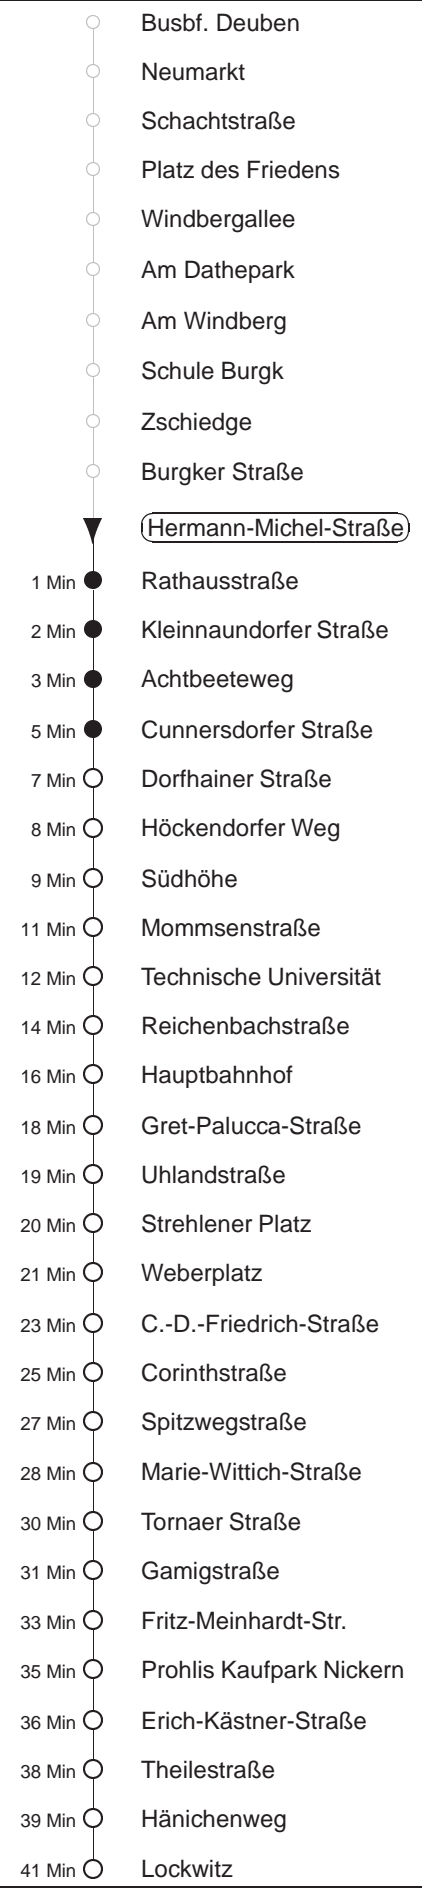 Busbf. Deuben
Neumarkt
Schachtstraße
Platz des Friedens
Windbergallee
Am Dathepark
Am Windberg
Schule Burgk
Zschiedge
Burgker Straße
Hermann-Michel-Straße
1 Min Rathausstraße
2 Min Kleinnaundorfer Straße
3 Min Achtbeeteweg
5 Min Cunnersdorfer Straße
7 Min Dorfhainer Straße
8 Min Höckendorfer Weg
9 Min Südhöhe
11 Min Mommsenstraße
12 Min Technische Universität
14 Min Reichenbachstraße
16 Min Hauptbahnhof
18 Min Gret-Palucca-Straße
19 Min Uhlandstraße
20 Min Strehlener Platz
21 Min Weberplatz
23 Min C.-D.-Friedrich-Straße
25 Min Corinthstraße
27 Min Spitzwegstraße
28 Min Marie-Wittich-Straße
30 Min Tornaer Straße
31 Min Gamigstraße
33 Min Fritz-Meinhardt-Str.
35 Min Prohlis Kaufpark Nickern
36 Min Erich-Kästner-Straße
38 Min Theilestraße
39 Min Hänichenweg
41 Min Lockwitz